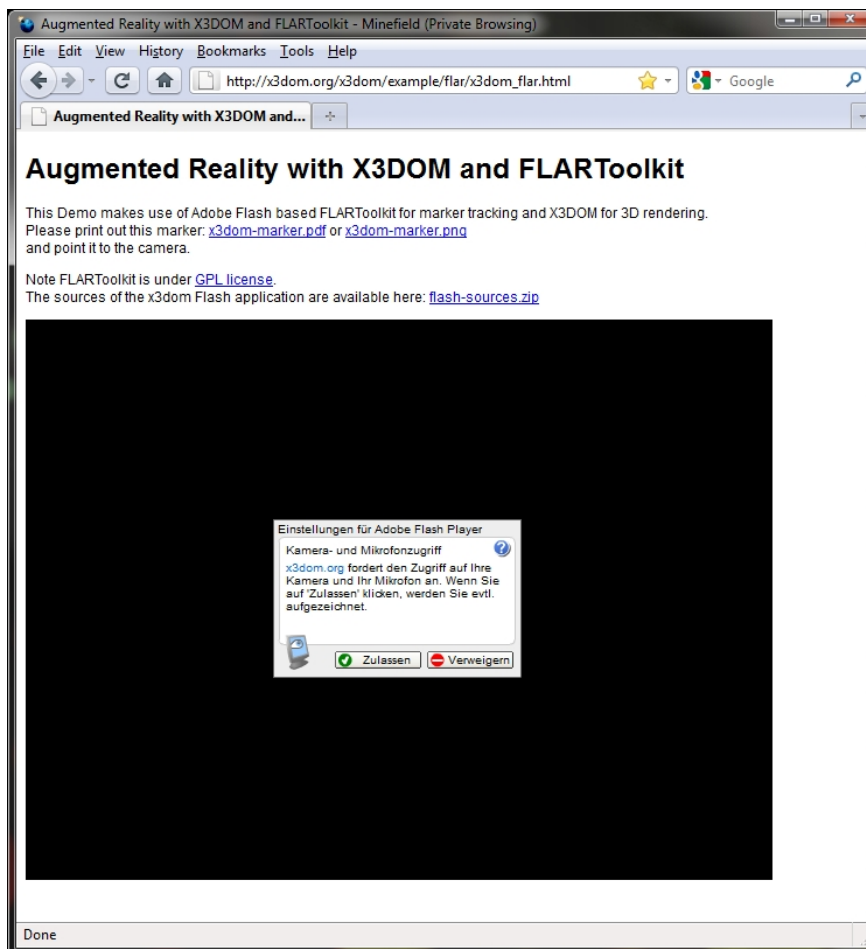 Augmented Reality with X3DOM and FLARToolkit - Minefield (Private Browsing)
File Edit View History Bookmarks Tools Help
http://x3dom.org/x3dom/example/flar/x3dom_flar.html Google
Augmented Reality with X3DOM and...
Augmented Reality with X3DOM and FLARToolkit
This Demo makes use of Adobe Flash based FLARToolkit for marker tracking and X3DOM for 3D rendering.
Please print out this marker: x3dom-marker.pdf or x3dom-marker.png
and point it to the camera.
Note FLARToolkit is under GPL license.
The sources of the x3dom Flash application are available here: flash-sources.zip
Einstellungen für Adobe Flash Player
Kamera- und Mikrofonzugriff
x3dom.org fordert den Zugriff auf Ihre
Kamera und Ihr Mikrofon an. Wenn Sie
auf 'Zulassen' klicken, werden Sie evtl.
aufgezeichnet.
Zulassen Verweigern
Done